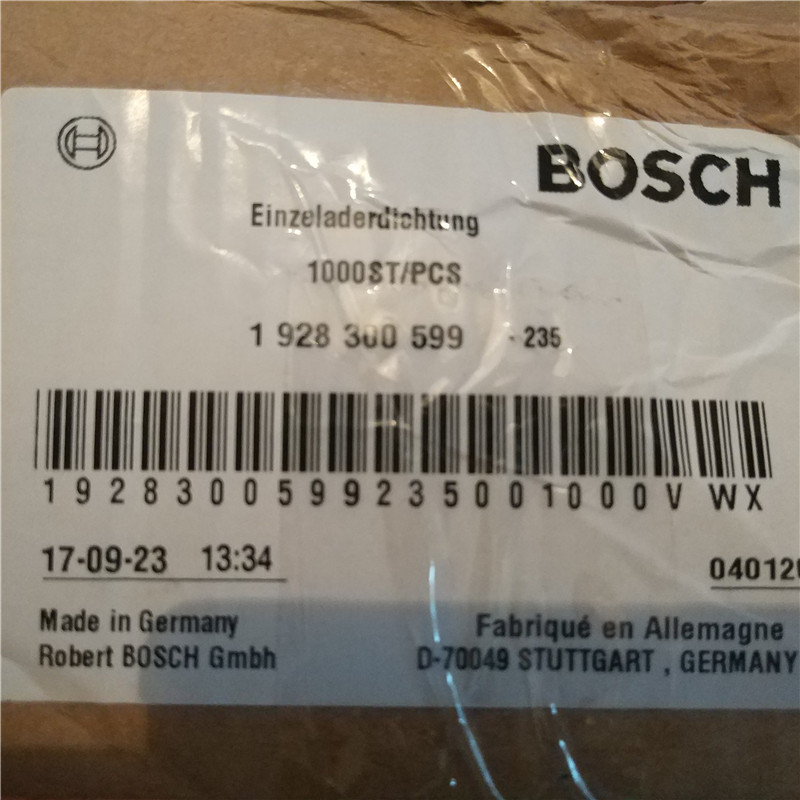 BOSCH
Einzeladerdichtung
1000ST/PCS
1 928 300 599 - 235
1928300599235001000V WX
17-09-23 13:34
04012
Made in Germany
Fabriqué en Allemagne
Robert BOSCH Gmbh
D-70049 STUTTGART , GERMANY